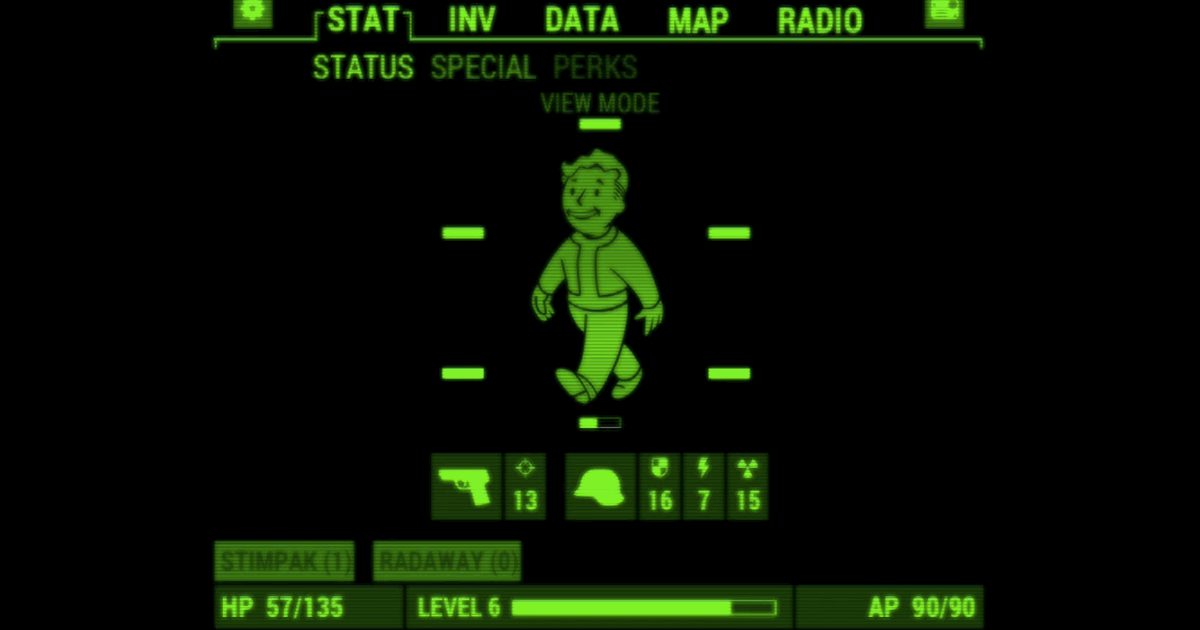 STAT INV DATA MAP RADIO
STATUS SPECIAL PERKS
VIEW MODE
13 16 7 15
STIMPAK (1) RADAWAY (0)
HP 57/135 LEVEL 6 AP 90/90